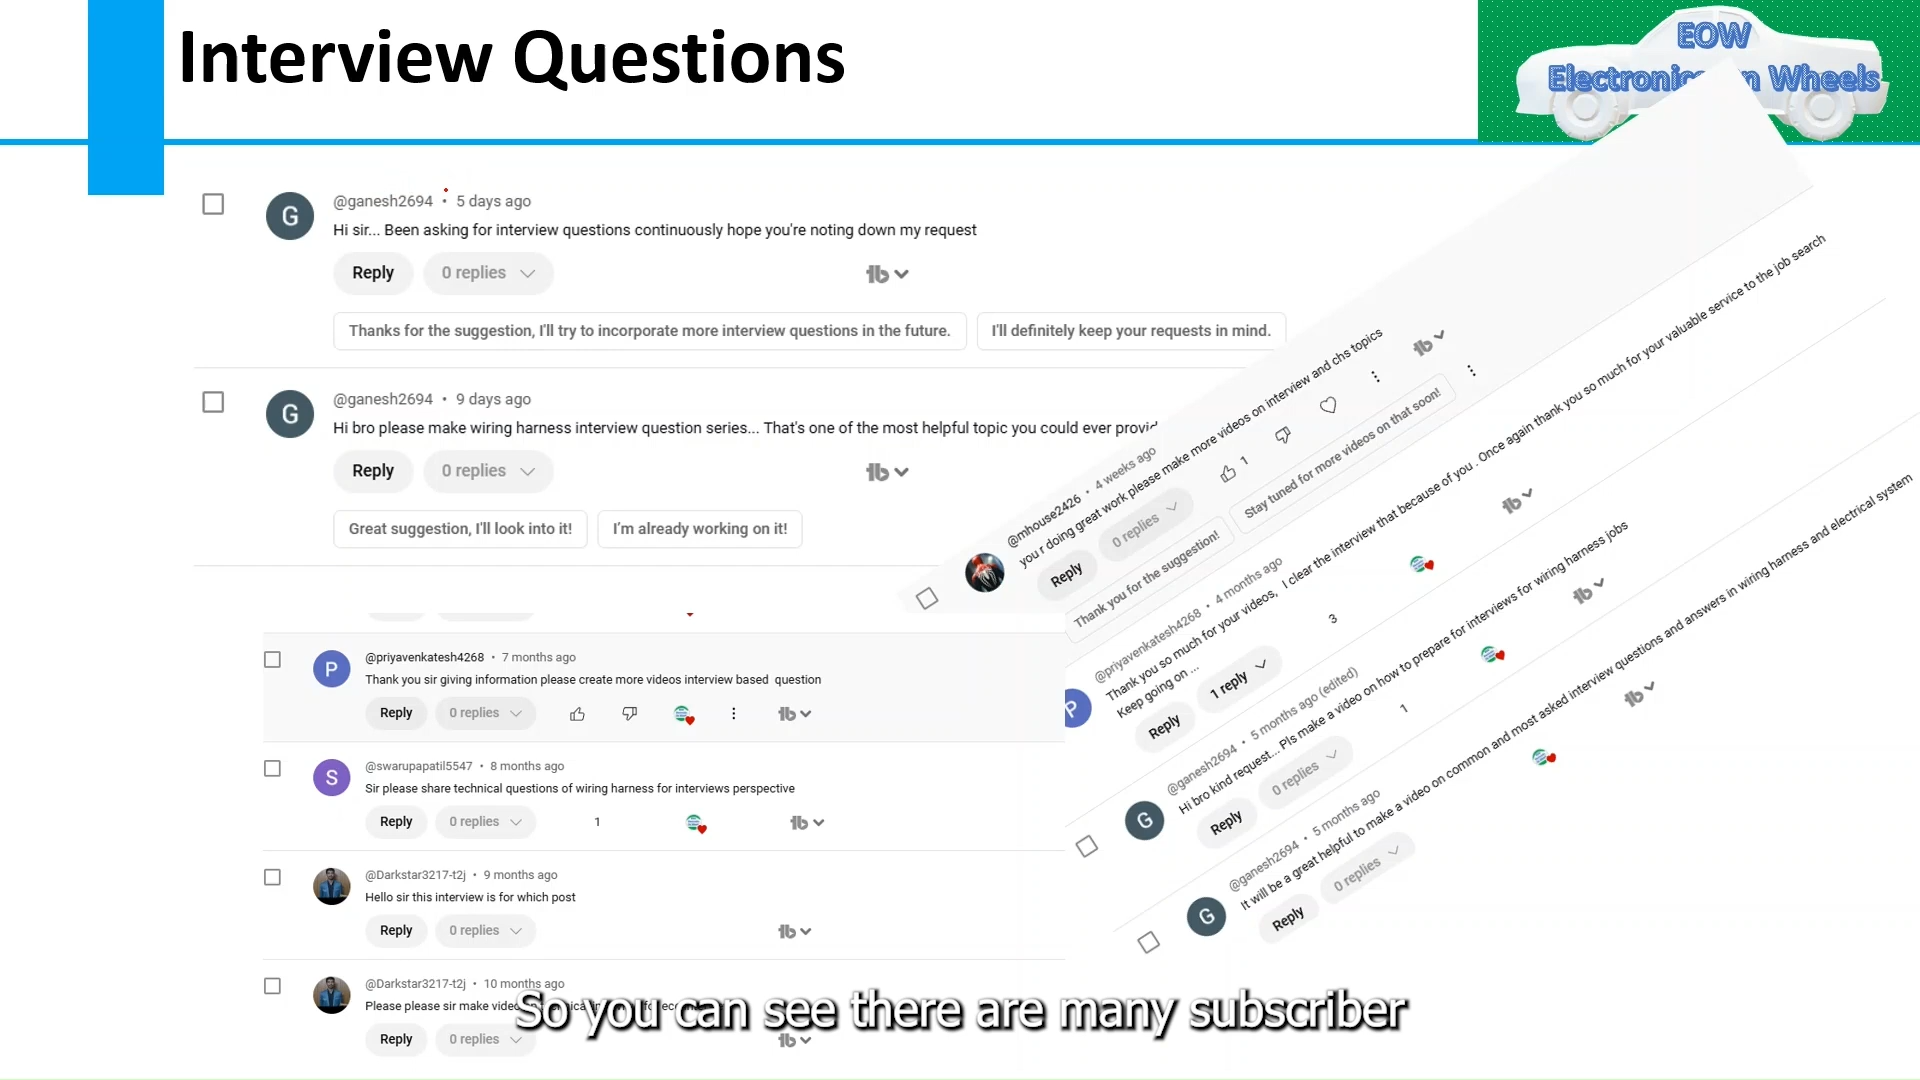 Interview Questions
EOW
Electronics n Wheels
@ganesh2694 • 5 days ago
Hi sir... Been asking for interview questions continuously hope you're noting down my request
Reply 0 replies
Thanks for the suggestion, I'll try to incorporate more interview questions in the future. I'll definitely keep your requests in mind.
G
@ganesh2694 • 9 days ago
Hi bro please make wiring harness interview question series... That's one of the most helpful topic you could ever provid
Reply 0 replies
Great suggestion, I'll look into it! I'm already working on it!
G
@priyavenkatesh4268 • 7 months ago
Thank you sir giving information please create more videos interview based question
Reply 0 replies
P
@swarupapatil5547 • 8 months ago
Sir please share technical questions of wiring harness for interviews perspective
Reply 0 replies 1
S
@Darkstar3217-t2j • 9 months ago
Hello sir this interview is for which post
Reply 0 replies
@Darkstar3217-t2j • 10 months ago
Please please sir make video
Reply 0 replies
@mhouse2426 • 4 weeks ago
you r doing great work please make more videos on interview and chs topics
Reply 0 replies 1
Thank you for the suggestion! Stay tuned for more videos on that soon!
P
@priyavenkatesh4268 • 4 months ago
Thank you so much for your videos, I clear the interview that because of you . Once again thank you so much for your valuable service to the job search
Keep going on ...
Reply 1 reply 3
G
@ganesh2694 • 5 months ago (edited)
Hi bro kind request... Pls make a video on how to prepare for interviews for wiring harness jobs
Reply 0 replies 1
G
@ganesh2694 • 5 months ago
It will be a great helpful to make a video on common and most asked interview questions and answers in wiring harness and electrical system
Reply 0 replies
So you can see there are many subscriber